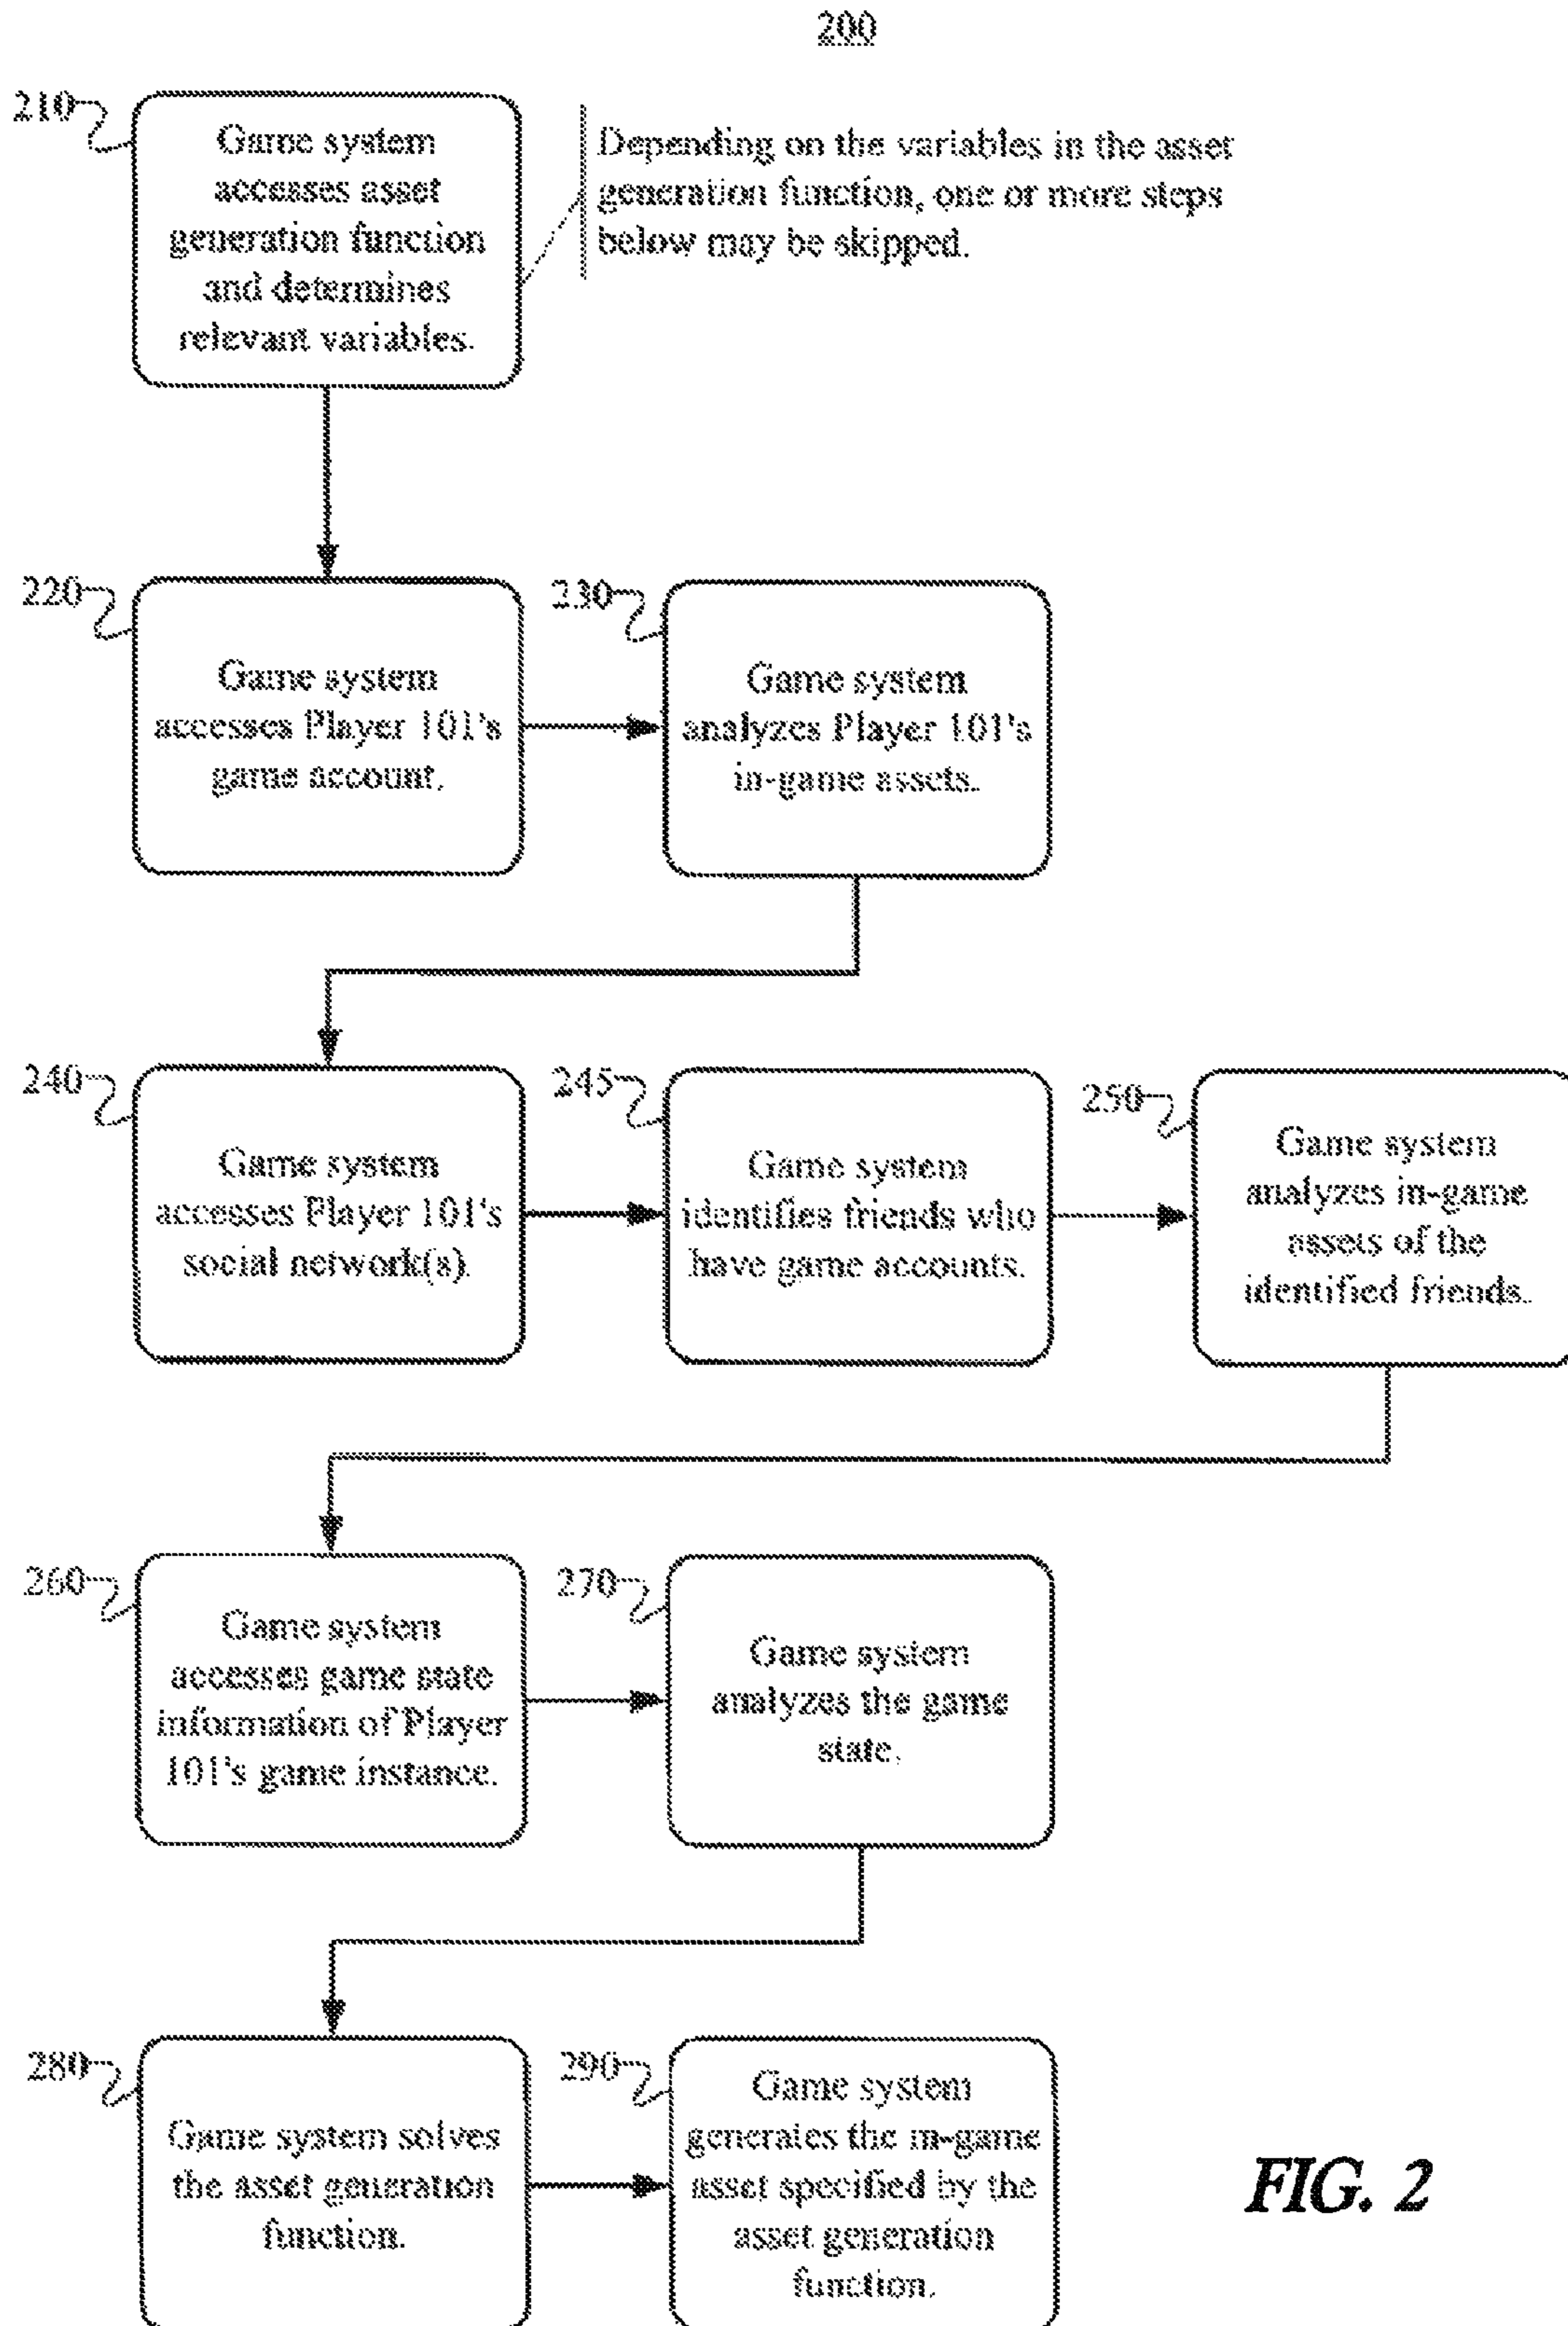 200
210
Game system
accesses asset
generation function
and determines
relevant variables.
Depending on the variables in the asset
generation function, one or more steps
below may be skipped.
220
Game system
accesses Player 101's
game account.
230
Game system
analyzes Player 101's
in-game assets.
240
Game system
accesses Player 101's
social network(s).
245
Game system
identifies friends who
have game accounts.
250
Game system
analyzes in-game
assets of the
identified friends.
260
Game system
accesses game state
information of Player
101's game instance.
270
Game system
analyzes the game
state.
280
Game system solves
the asset generation
function.
290
Game system
generates the in-game
asset specified by the
asset generation
function.
FIG. 2